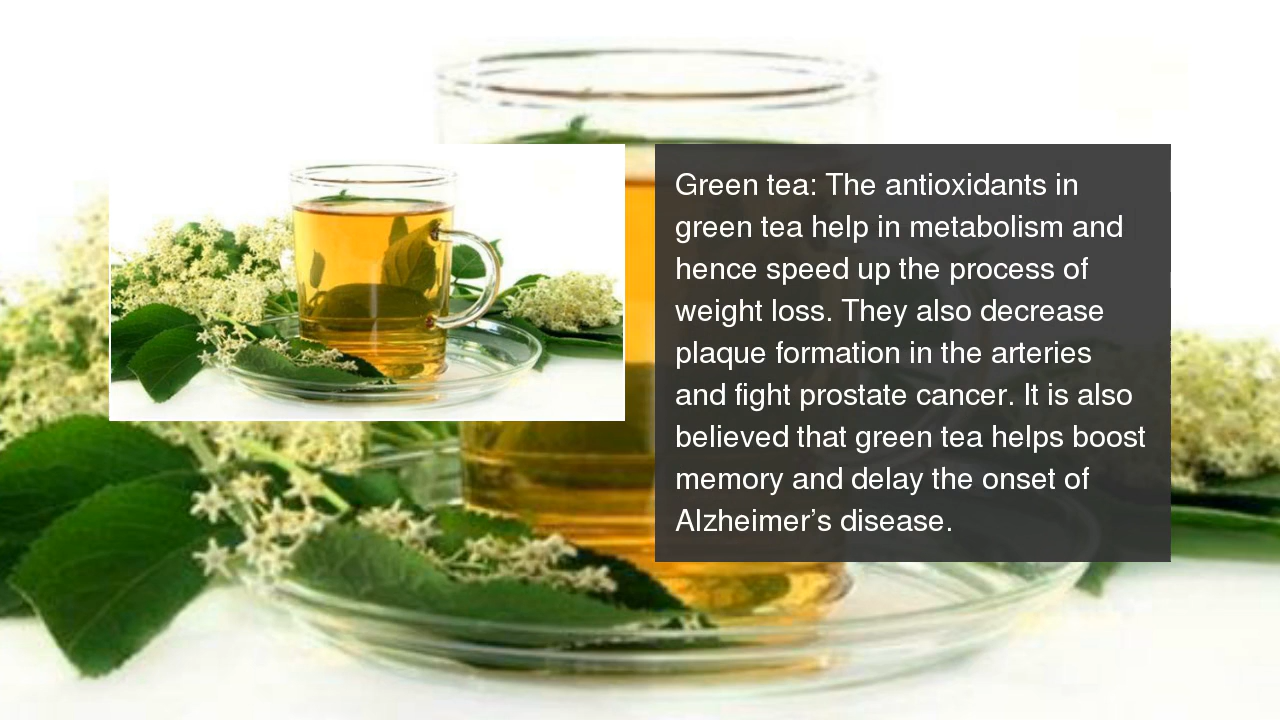 Green tea: The antioxidants in
green tea help in metabolism and
hence speed up the process of
weight loss. They also decrease
plaque formation in the arteries
and fight prostate cancer. It is also
believed that green tea helps boost
memory and delay the onset of
Alzheimer’s disease.